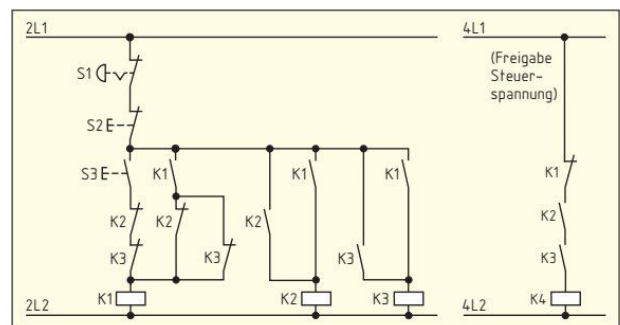 2L1
4L1
(Freigabe
Steuer-
spannung)
S1
S2
S3
K1
K1
K1
K1
K2
K2
K2
K2
K3
K3
K3
K3
K1
K2
K3
K4
2L2
4L2